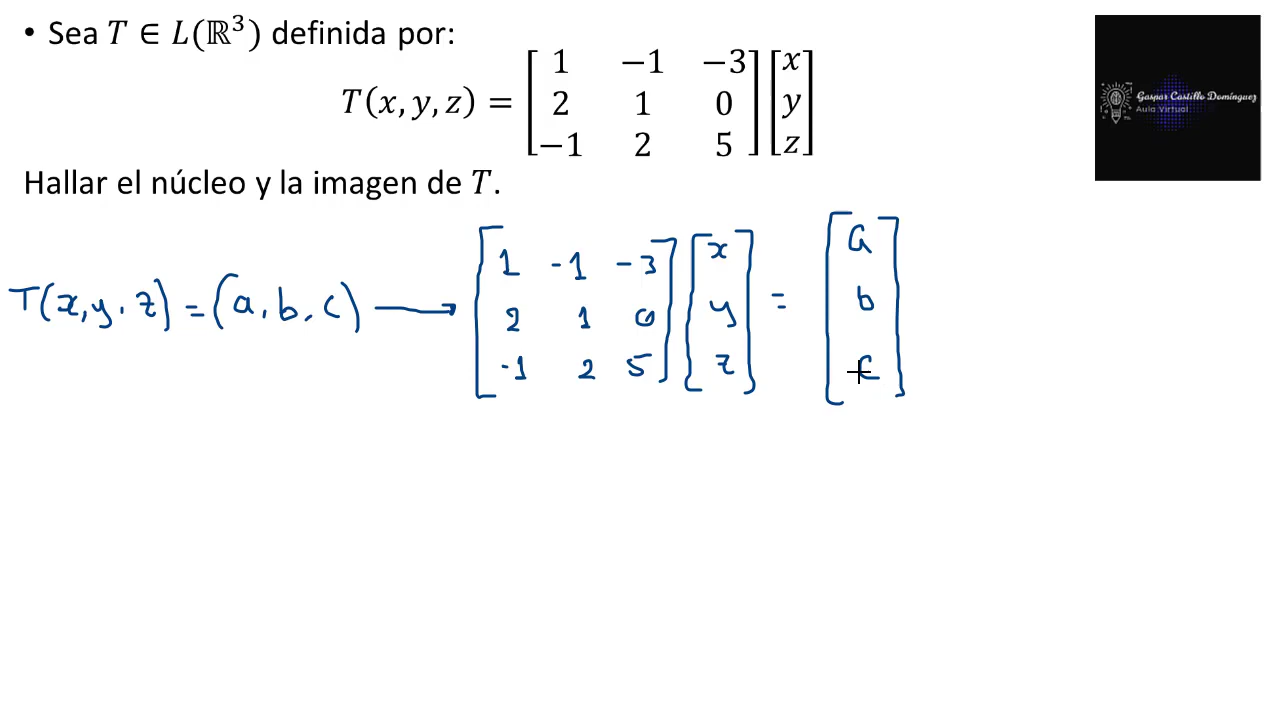 • Sea 𝑇 ∈ 𝐿(ℝ³) definida por:
𝑇(𝑥, 𝑦, 𝑧) = [1 −1 −3; 2 1 0; −1 2 5] [𝑥; 𝑦; 𝑧]
Hallar el núcleo y la imagen de 𝑇.
Gaspar Castillo Domínguez
Aula Virtual
T(x, y, z) = (a, b, c) ⟶ [1 -1 -3; 2 1 0; -1 2 5] [x; y; z] = [a; b; c]